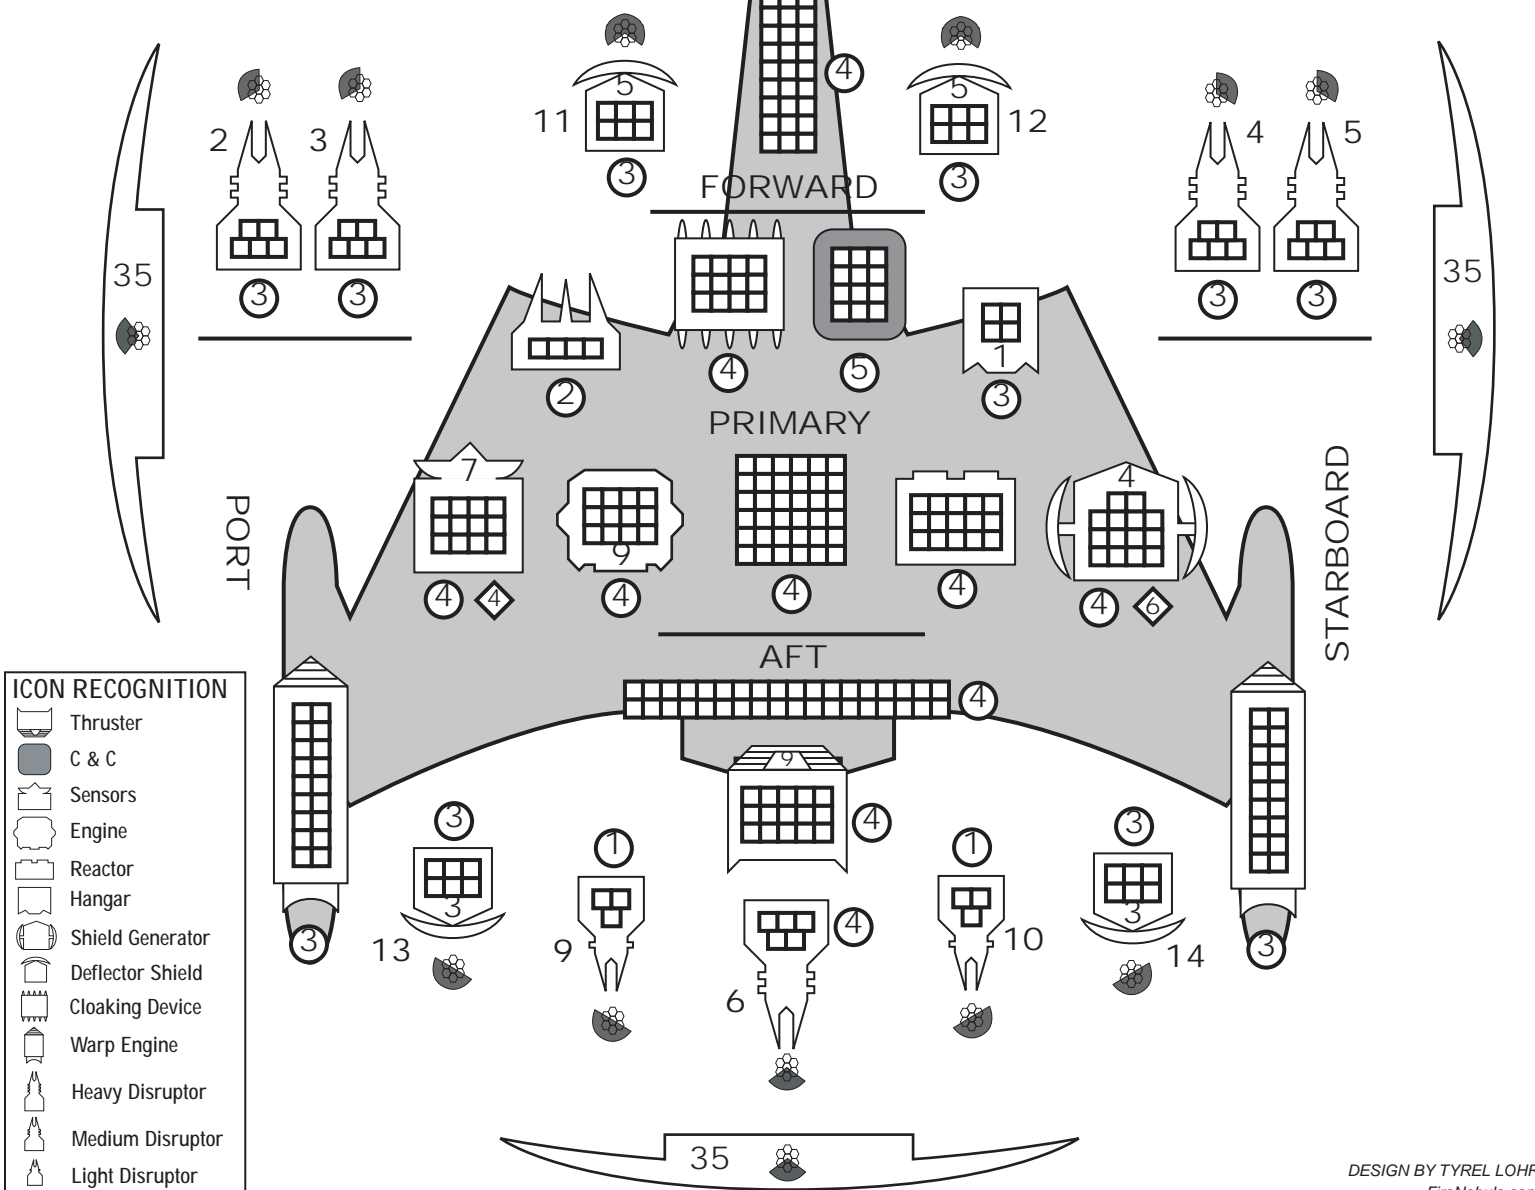 4
5
5
11
12
2
3
4
5
3
3
FORWARD
35
35
3
3
3
3
1
4
5
2
3
PRIMARY
7
4
9
PORT
STARBOARD
4
4
4
4
4
4
6
AFT
4
ICON RECOGNITION
Thruster
C & C
Sensors
Engine
Reactor
Hangar
Shield Generator
Deflector Shield
Cloaking Device
Warp Engine
Heavy Disruptor
Medium Disruptor
Light Disruptor
9
3
4
3
1
1
3
3
3
4
13
9
10
14
3
6
35
DESIGN BY TYREL LOHR